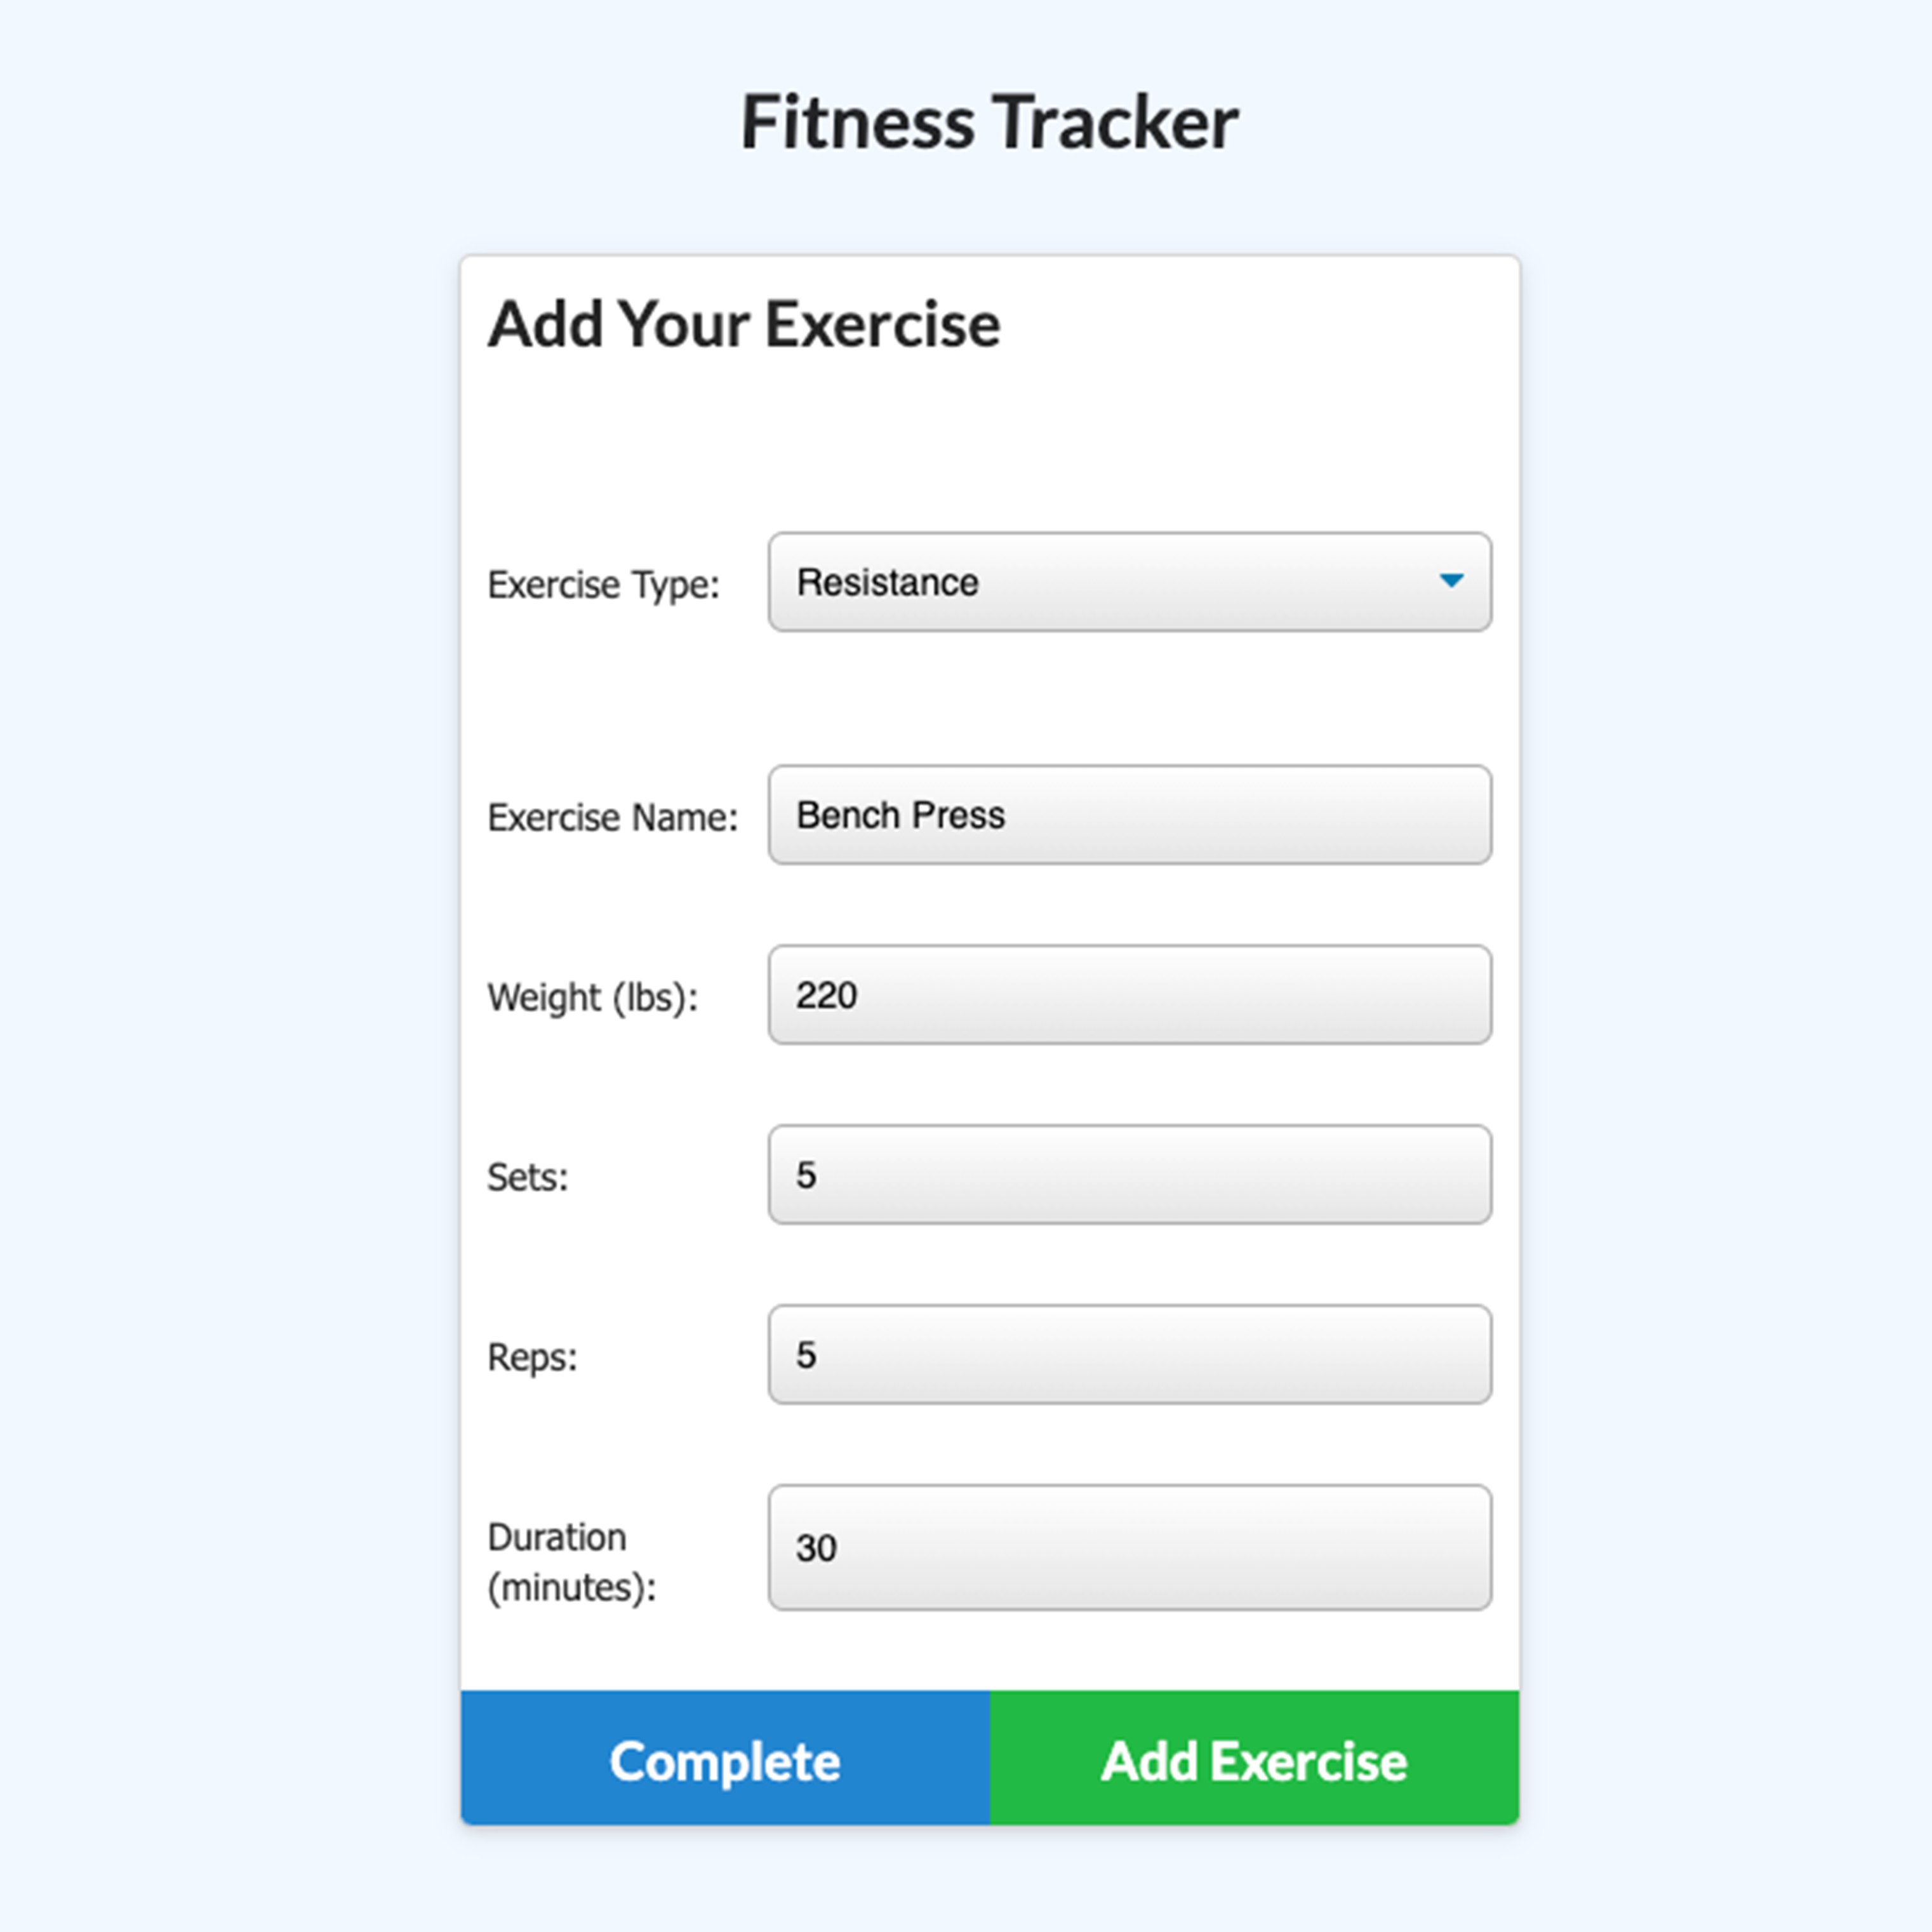 Fitness Tracker
Add Your Exercise
Exercise Type: Resistance
Exercise Name: Bench Press
Weight (lbs): 220
Sets: 5
Reps: 5
Duration
(minutes): 30
Complete Add Exercise